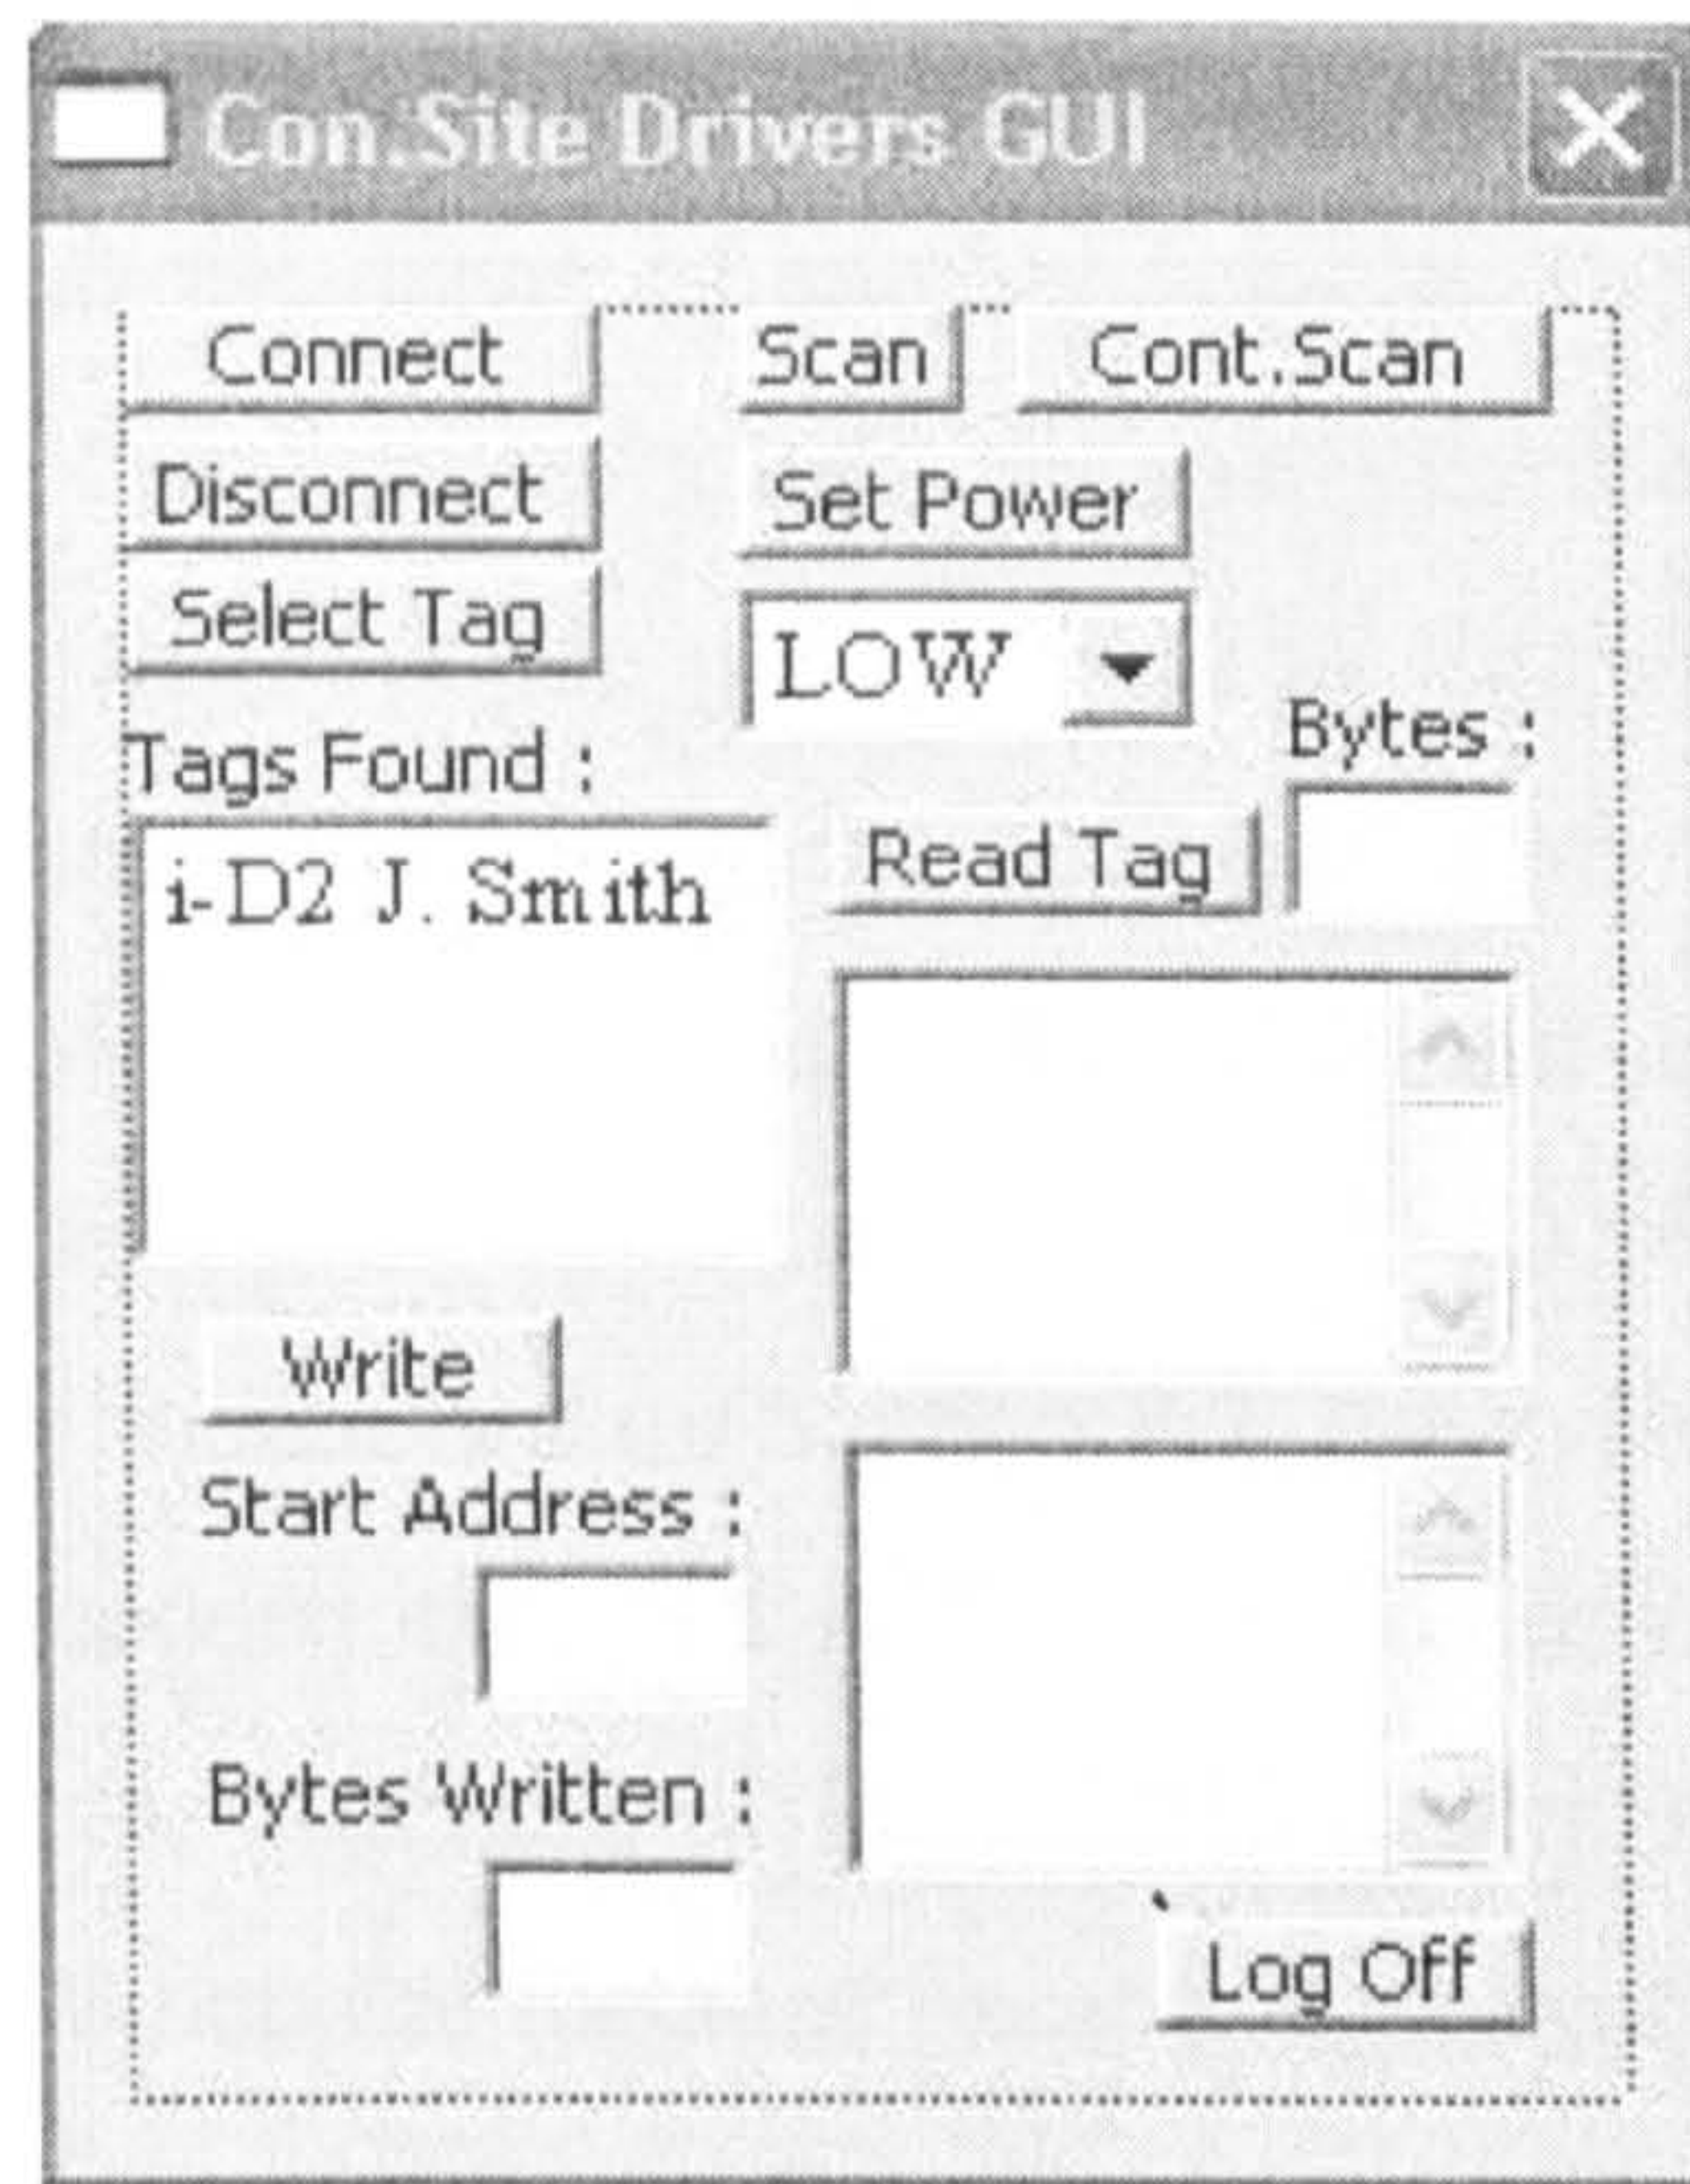 Con.Site Drivers GUI
Connect Scan Cont.Scan
Disconnect Set Power
Select Tag LOW
Bytes :
Tags Found :
Read Tag
i-D2 J. Smith
Write
Start Address :
Bytes Written :
Log Off